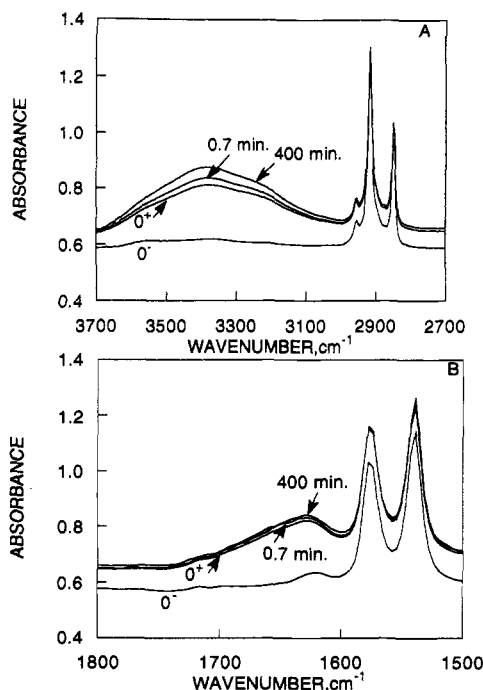 A
ABSORBANCE
1.4
1.2
1.0
0.8
0.6
0.4
0.7 min.
400 min.
0+
0-
3700 3500 3300 3100 2900 2700
WAVENUMBER,cm-1
B
ABSORBANCE
1.4
1.2
1.0
0.8
0.6
0.4
400 min.
0.7 min.
0+
0-
1800 1700 1600 1500
WAVENUMBER,cm-1